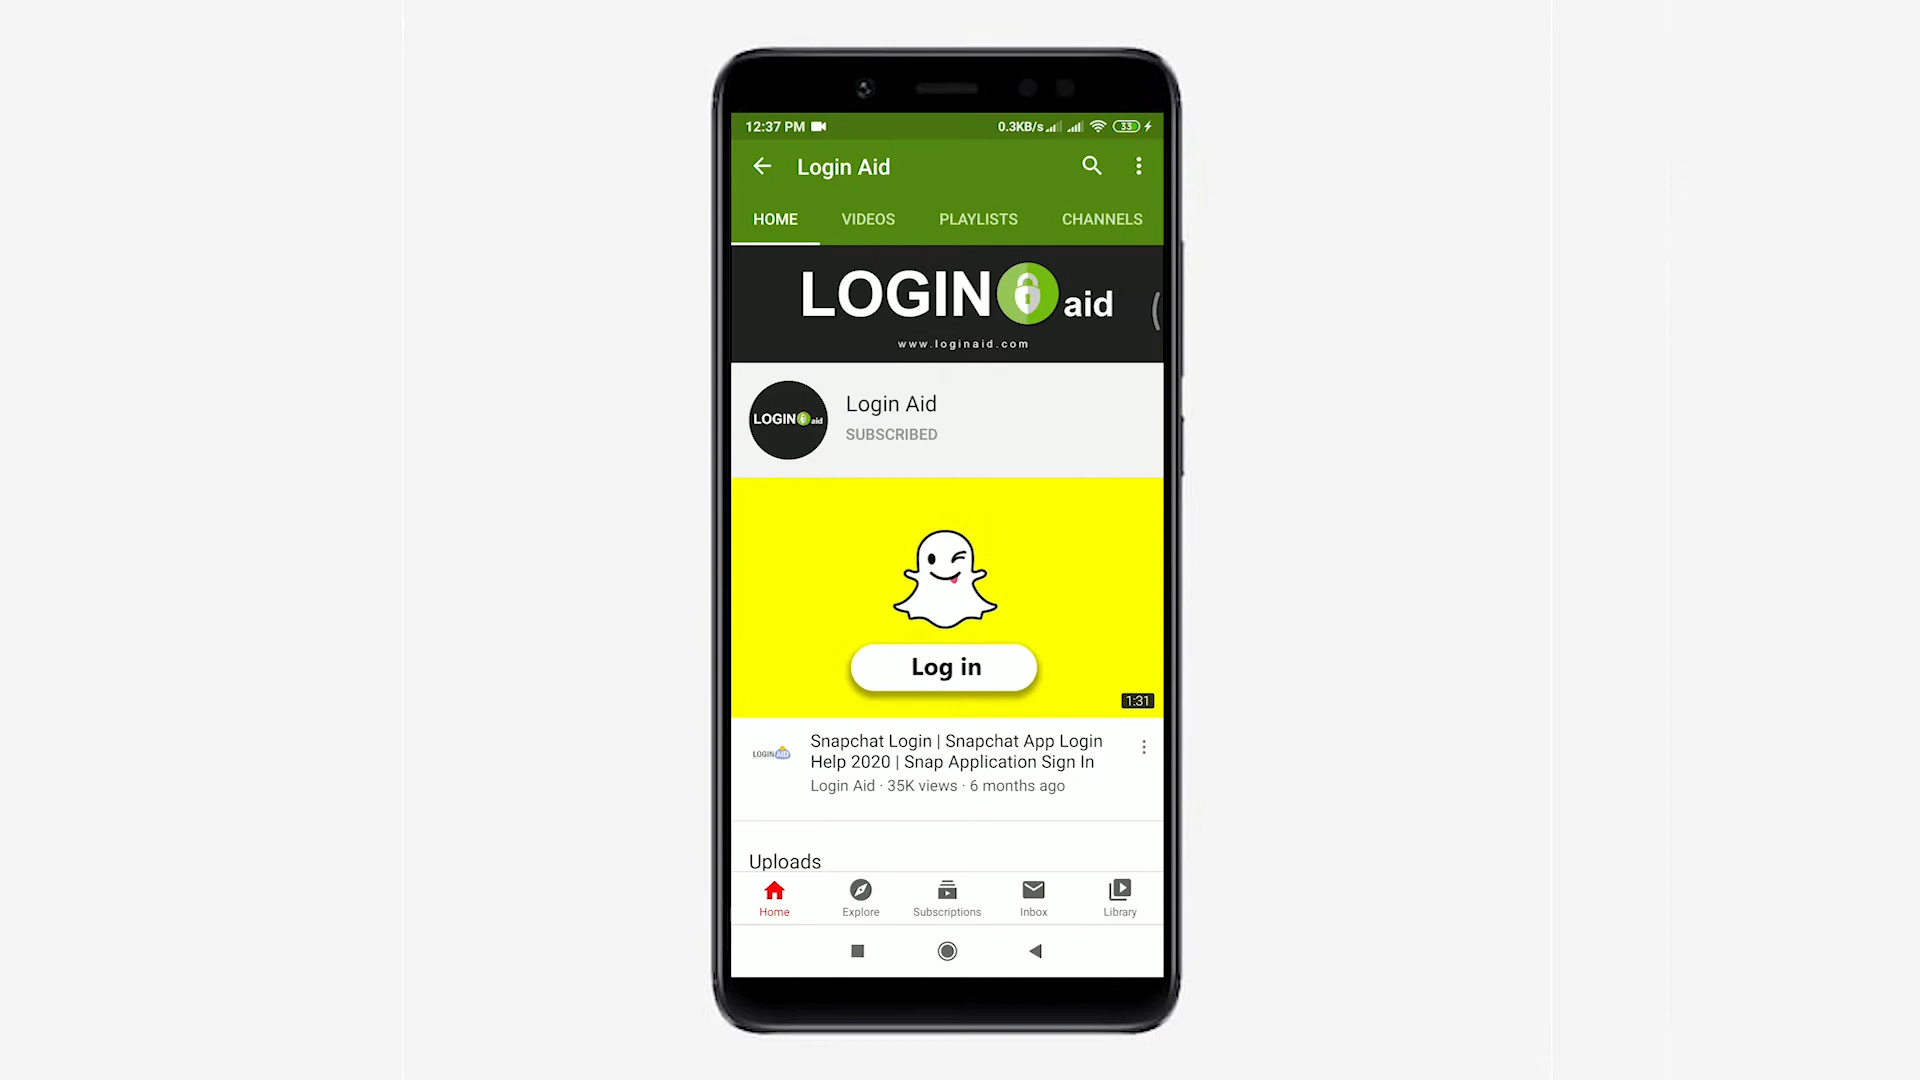 12:37 PM 0.3KB/s 33
Login Aid
HOME VIDEOS PLAYLISTS CHANNELS
LOGIN aid
www.loginaid.com
LOGIN aid
Login Aid
SUBSCRIBED
Log in
1:31
LOGIN AID
Snapchat Login | Snapchat App Login
Help 2020 | Snap Application Sign In
Login Aid · 35K views · 6 months ago
Uploads
Home Explore Subscriptions Inbox Library